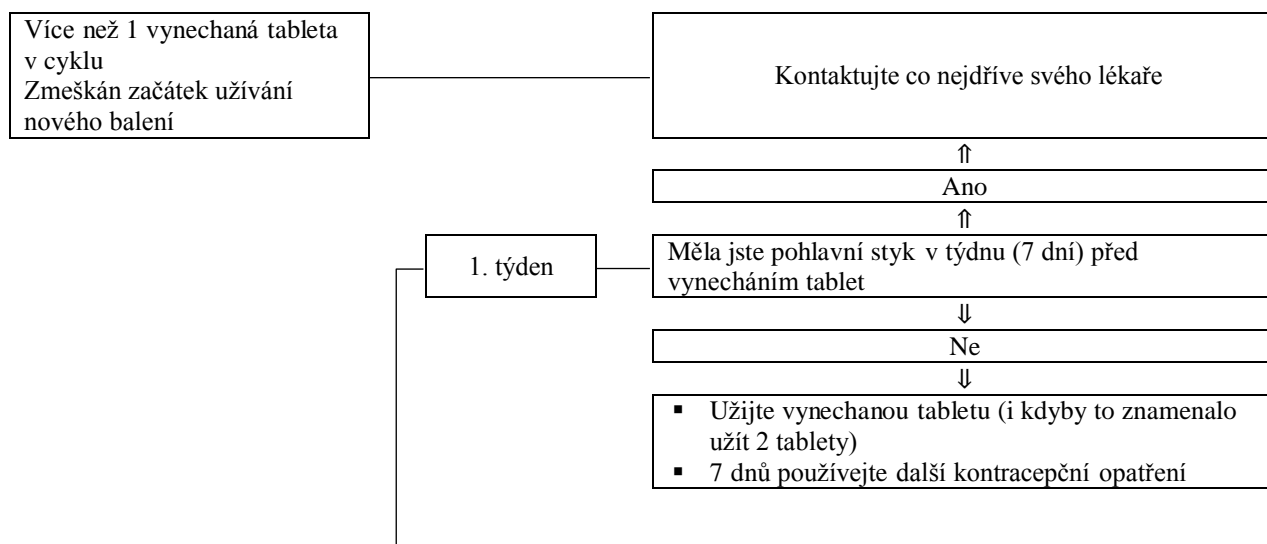 Více než 1 vynechaná tableta
v cyklu
Zmeškán začátek užívání
nového balení
Kontaktujte co nejdříve svého lékaře
⇑
Ano
⇑
1. týden
Měla jste pohlavní styk v týdnu (7 dní) před
vynecháním tablet
⇓
Ne
⇓
▪ Užijte vynechanou tabletu (i kdyby to znamenalo
užít 2 tablety)
▪ 7 dnů používejte další kontracepční opatření